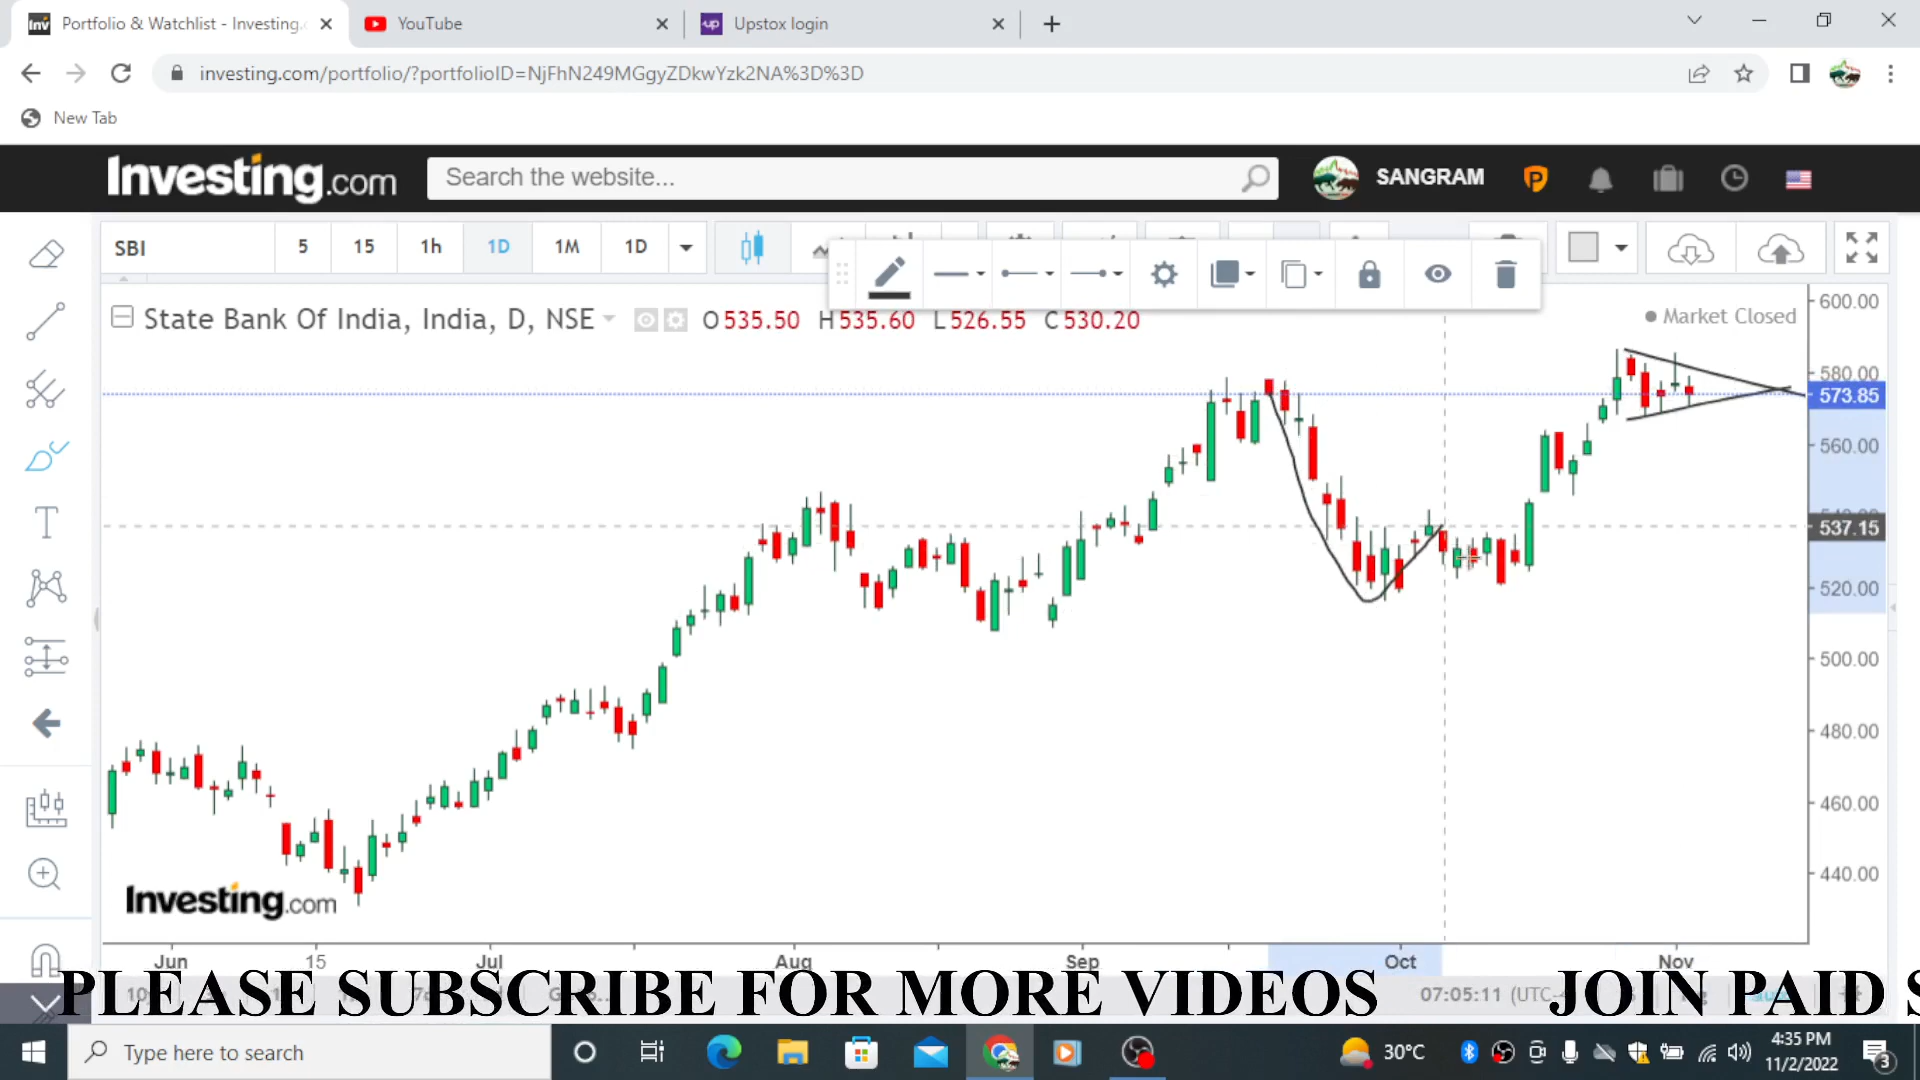 Portfolio & Watchlist - Investing.
YouTube
Upstox login
investing.com/portfolio/?portfolioID=NjFhN249MGgyZDkwYzk2NA%3D%3D
New Tab
Investing.com
Search the website...
SANGRAM
SBI
5
15
1h
1D
1M
1D
State Bank Of India, India, D, NSE
O535.50 H535.60 L526.55 C530.20
Market Closed
600.00
580.00
573.85
560.00
537.15
520.00
500.00
480.00
460.00
440.00
Investing.com
Jun
15
Jul
Aug
Sep
Oct
Nov
PLEASE SUBSCRIBE FOR MORE VIDEOS
07:05:11 (UTC-
JOIN PAID S
Type here to search
30°C
4:35 PM
11/2/2022
3